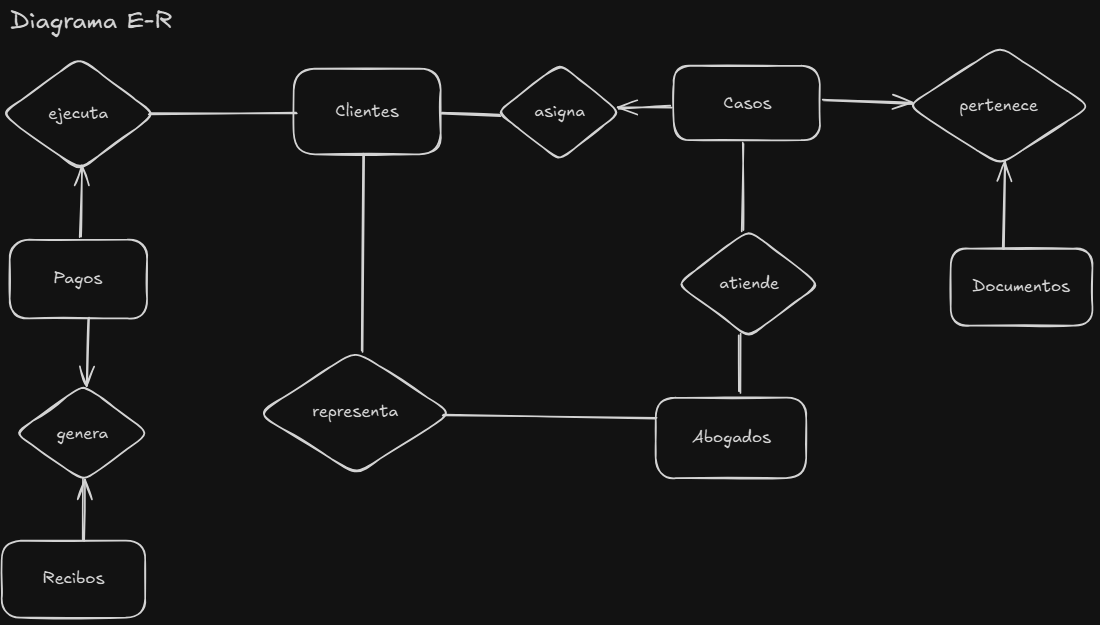 Diagrama E-R
ejecuta
Clientes
asigna
Casos
pertenece
Pagos
atiende
Documentos
representa
genera
Abogados
Recibos